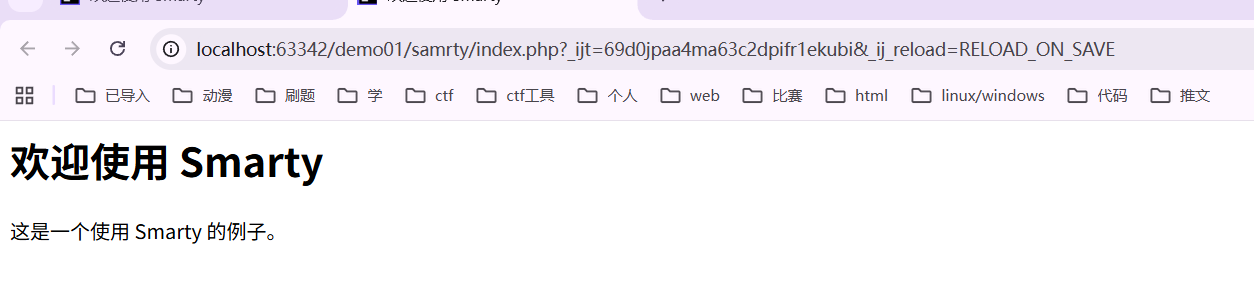 localhost:63342/demo01/samrty/index.php?_ijt=69d0jpaa4ma63c2dpifr1ekubi&_ij_reload=RELOAD_ON_SAVE
已导入 动漫 刷题 学 ctf ctf工具 个人 web 比赛 html linux/windows 代码 推文
欢迎使用 Smarty
这是一个使用 Smarty 的例子。